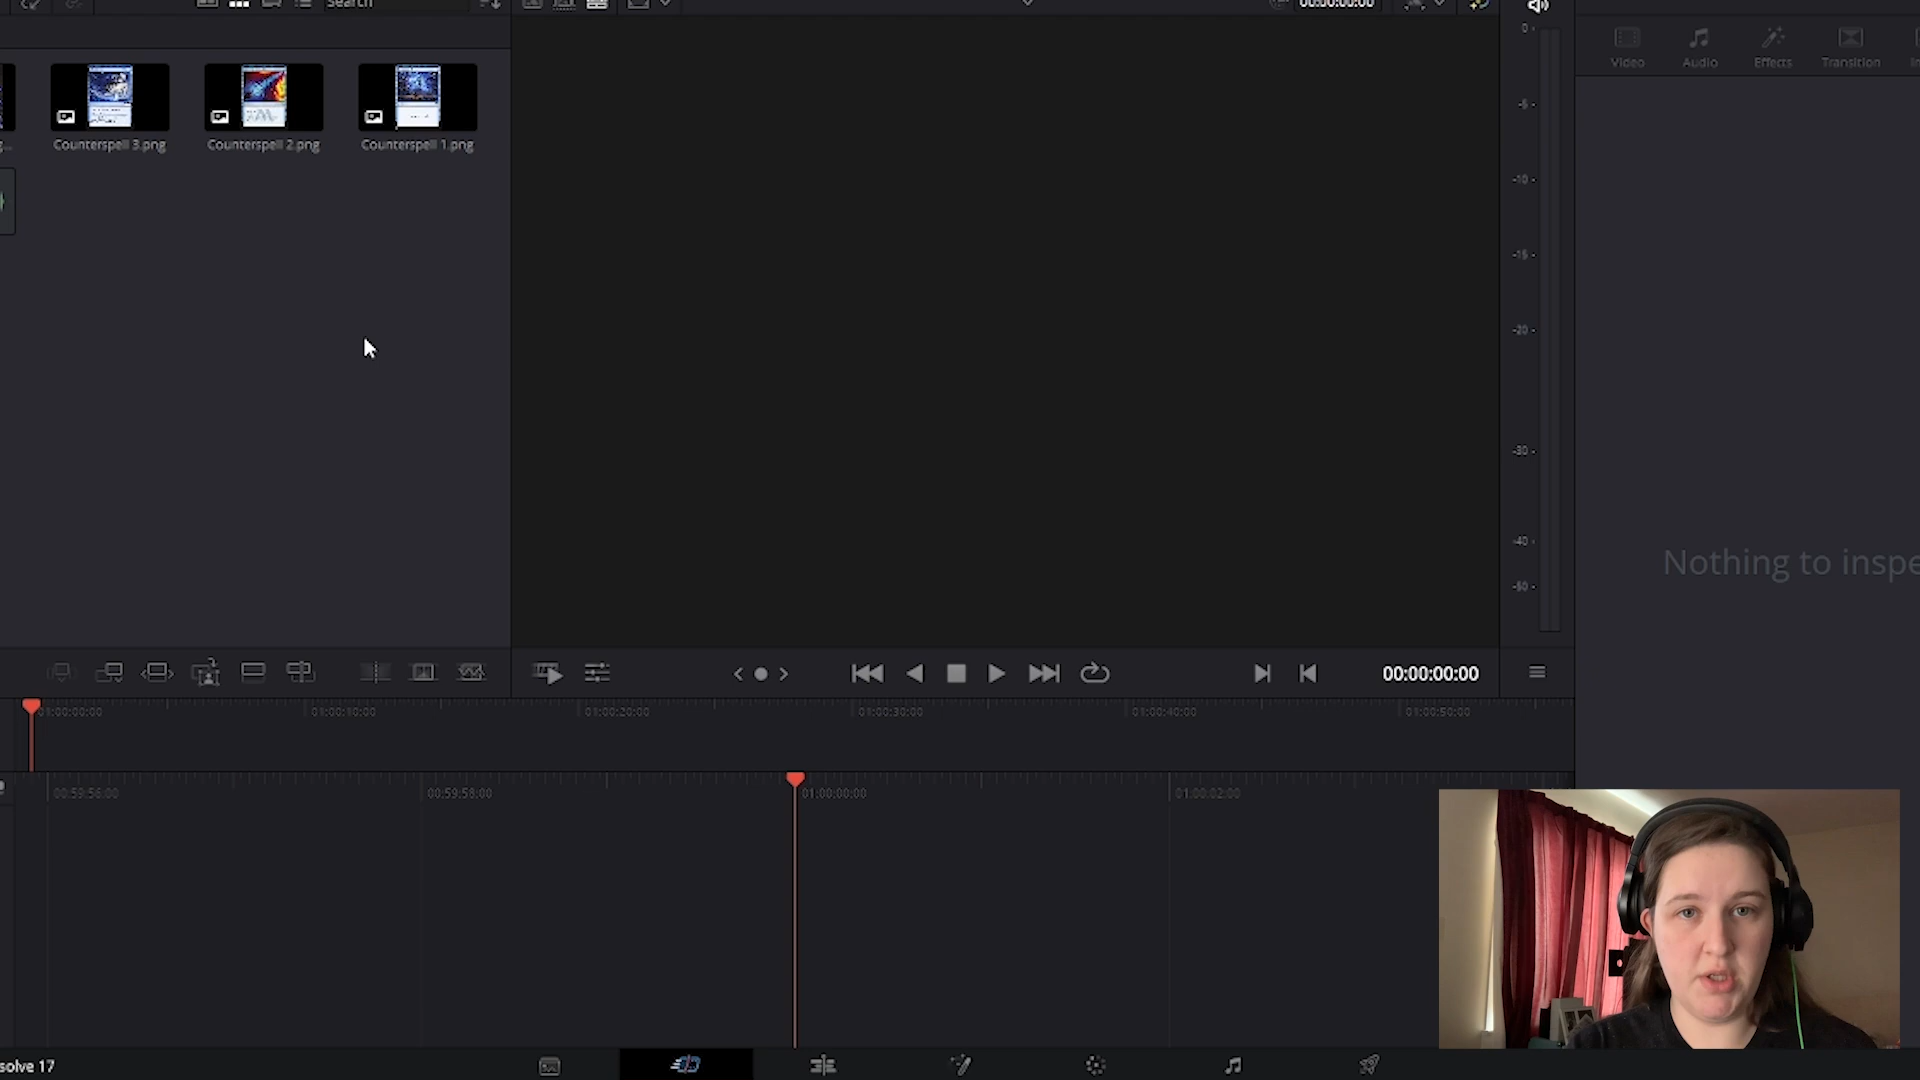 Search
00:00:00:00
Video
Audio
Effects
Transition
0
-5
-10
-15
-20
-30
-40
-50
Counterspell 3.png
Counterspell 2.png
Counterspell 1.png
Nothing to inspe
00:00:00:00
01:00:00:00
01:00:10:00
01:00:20:00
01:00:30:00
01:00:40:00
01:00:50:00
00:59:56:00
00:59:58:00
01:00:00:00
01:00:02:00
solve 17